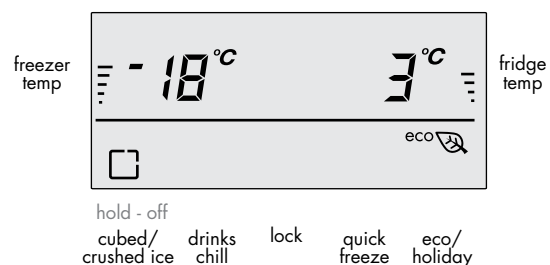 freezer
temp
-18°C
3°C
fridge
temp
eco
hold - off
cubed/
crushed ice
drinks
chill
lock
quick
freeze
eco/
holiday